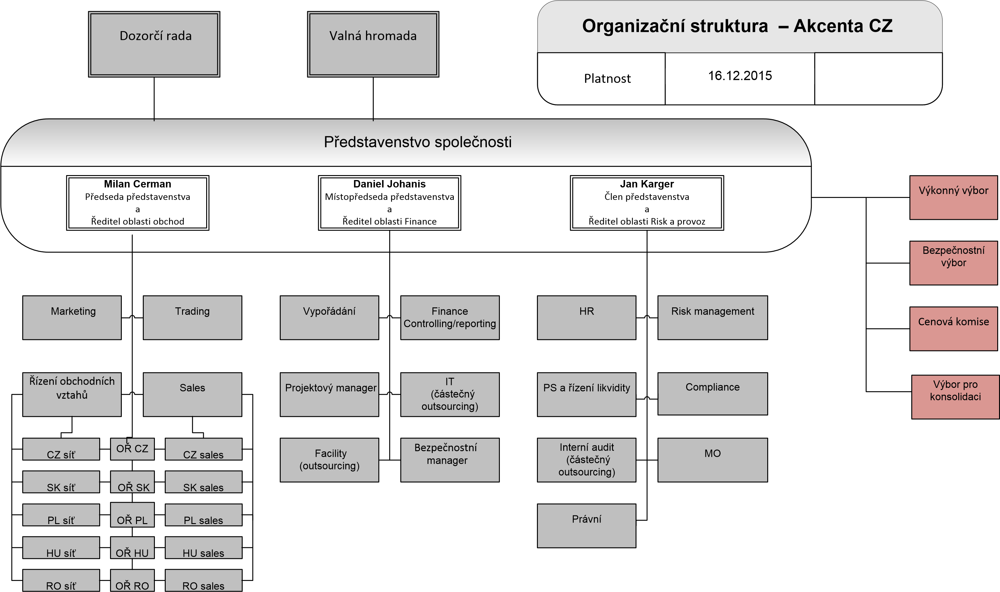 Dozorčí rada
Valná hromada
Organizační struktura – Akcenta CZ
Platnost
16.12.2015
Představenstvo společnosti
Milan Cerman
Předseda představenstva
a
Ředitel oblasti obchod
Daniel Johanis
Místopředseda představenstva
a
Ředitel oblasti Finance
Jan Karger
Člen představenstva
a
Ředitel oblasti Risk a provoz
Výkonný výbor
Bezpečnostní
výbor
Cenová komise
Výbor pro
konsolidaci
Marketing
Trading
Vypořádání
Finance
Controlling/reporting
HR
Risk management
Řízení obchodních
vztahů
Sales
Projektový manager
IT
(částečný
outsourcing)
PS a řízení likvidity
Compliance
Facility
(outsourcing)
Bezpečnostní
manager
Interní audit
(částečný
outsourcing)
MO
Právní
CZ síť
OŘ CZ
CZ sales
SK síť
OŘ SK
SK sales
PL síť
OŘ PL
PL sales
HU síť
OŘ HU
HU sales
RO síť
OŘ RO
RO sales